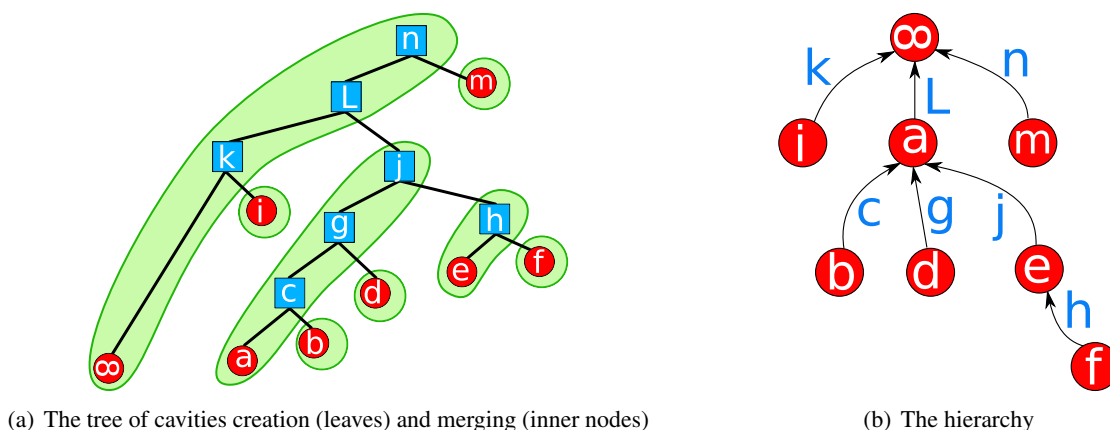 n
m
L
k
j
i
g
h
e
f
c
d
a
b
∞
∞
k
L
n
i
a
m
c
g
j
b
d
e
h
f
(a) The tree of cavities creation (leaves) and merging (inner nodes)
(b) The hierarchy